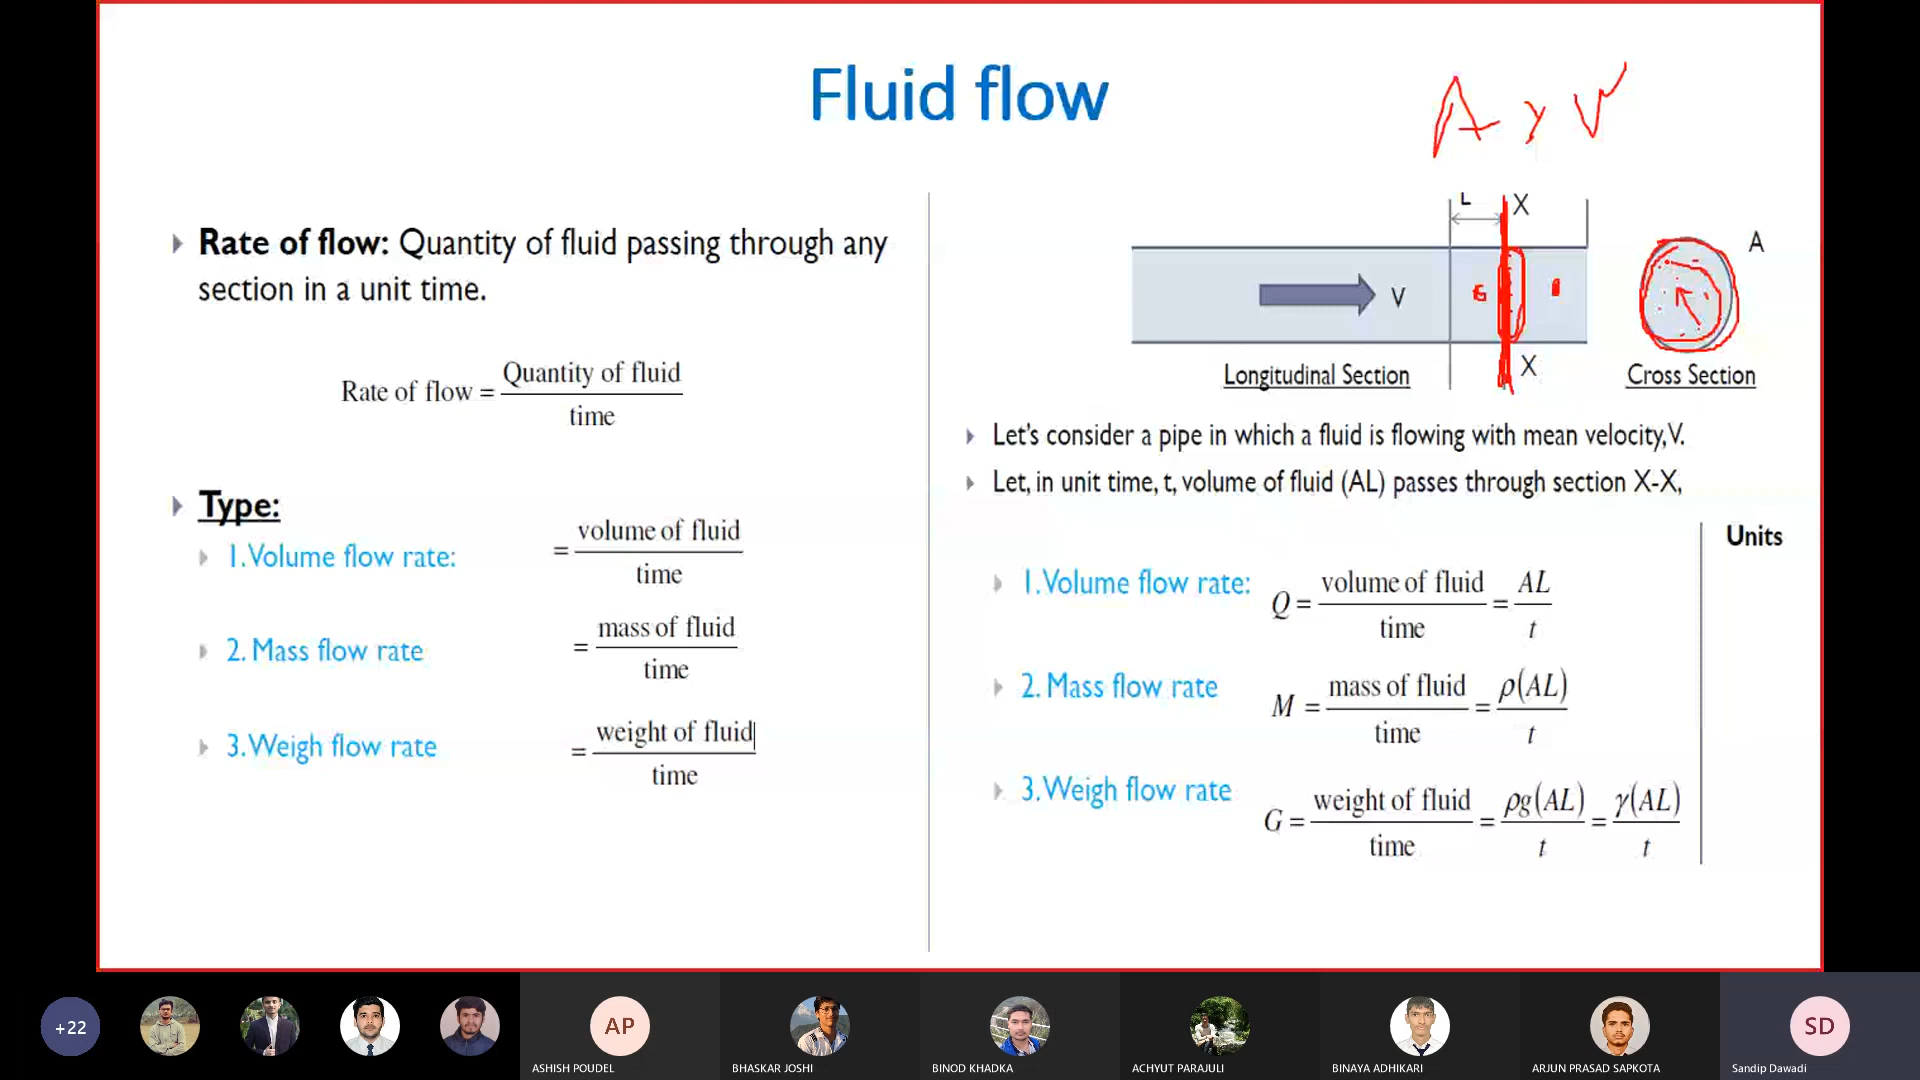 Fluid flow
A x V
Rate of flow: Quantity of fluid passing through any
section in a unit time.
Rate of flow = Quantity of fluid
time
Type:
1. Volume flow rate:
= volume of fluid
time
2. Mass flow rate
= mass of fluid
time
3. Weigh flow rate
= weight of fluid
time
L
X
A
V
X
Longitudinal Section
Cross Section
Let's consider a pipe in which a fluid is flowing with mean velocity, V.
Let, in unit time, t, volume of fluid (AL) passes through section X-X,
Units
1. Volume flow rate:
Q = volume of fluid = AL
time t
2. Mass flow rate
M = mass of fluid = ρ(AL)
time t
3. Weigh flow rate
G = weight of fluid = ρg(AL) = γ(AL)
time t t
+22
AP
SD
ASHISH POUDEL
BHASKAR JOSHI
BINOD KHADKA
ACHYUT PARAJULI
BINAYA ADHIKARI
ARJUN PRASAD SAPKOTA
Sandip Dawadi